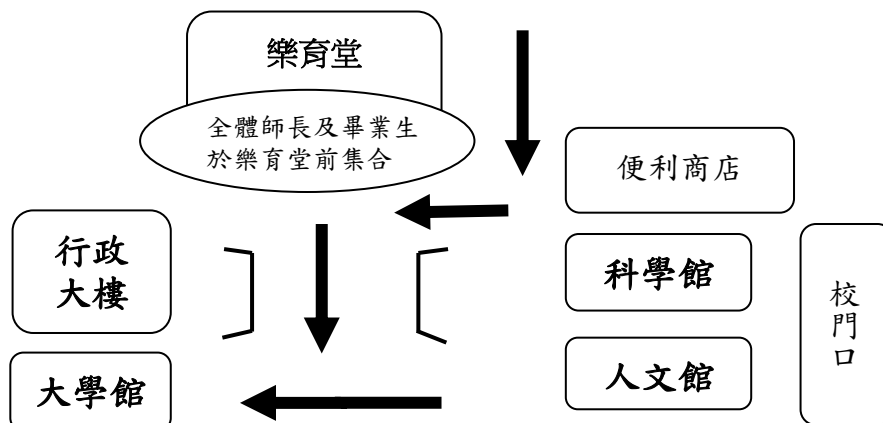 樂育堂
全體師長及畢業生
於樂育堂前集合
便利商店
行政
大樓
科學館
校門口
大學館
人文館